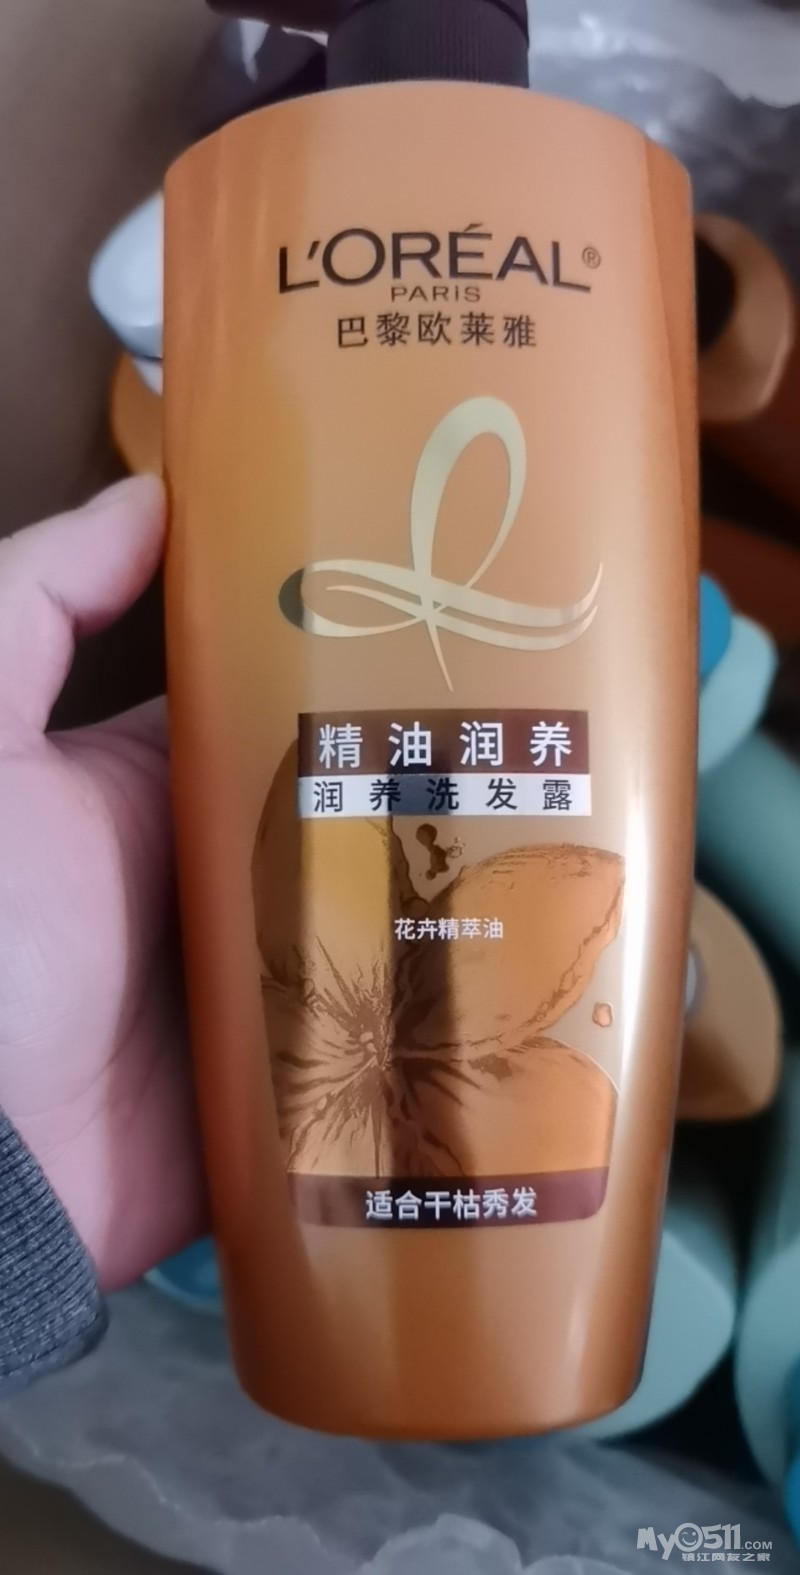 L'ORÉAL®
PARIS
巴黎欧莱雅
精油润养
润养洗发露
花卉精萃油
适合干枯秀发
MyO511.COM
镇江网友之家